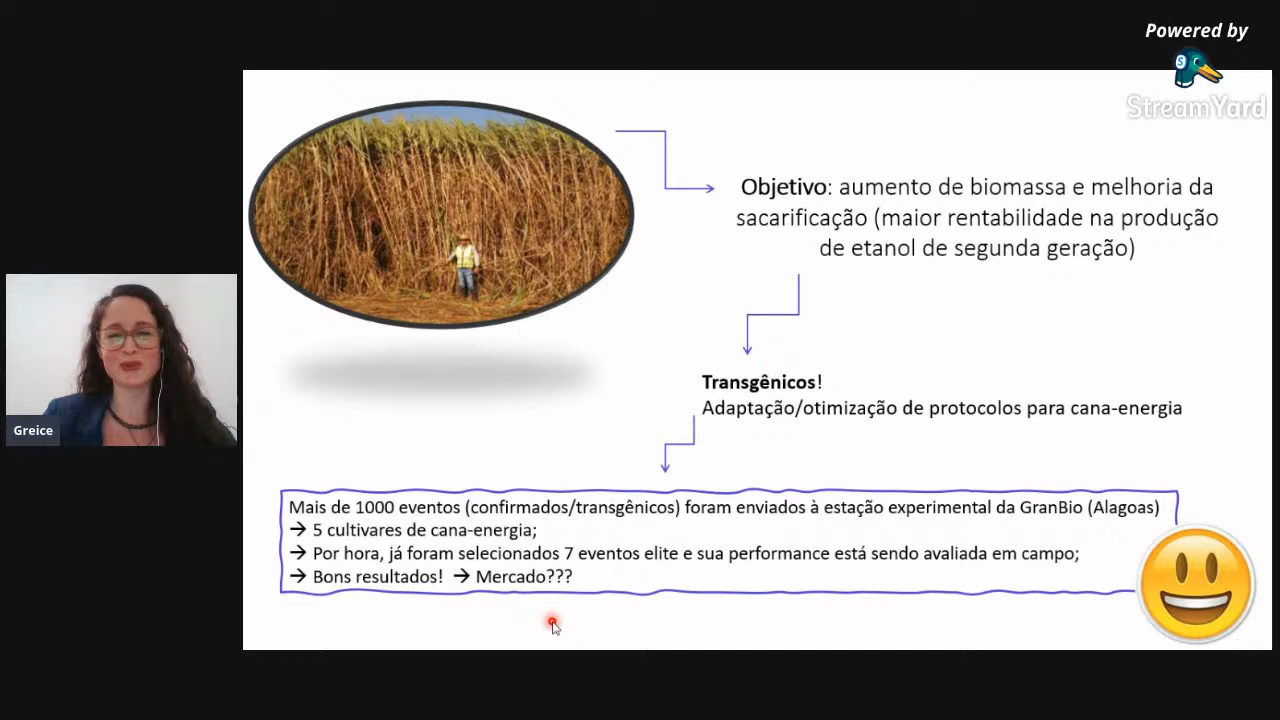 Powered by
StreamYard
Objetivo: aumento de biomassa e melhoria da
sacarificação (maior rentabilidade na produção
de etanol de segunda geração)
Transgênicos!
Adaptação/otimização de protocolos para cana-energia
Greice
Mais de 1000 eventos (confirmados/transgênicos) foram enviados à estação experimental da GranBio (Alagoas)
→ 5 cultivares de cana-energia;
→ Por hora, já foram selecionados 7 eventos elite e sua performance está sendo avaliada em campo;
→ Bons resultados! → Mercado???